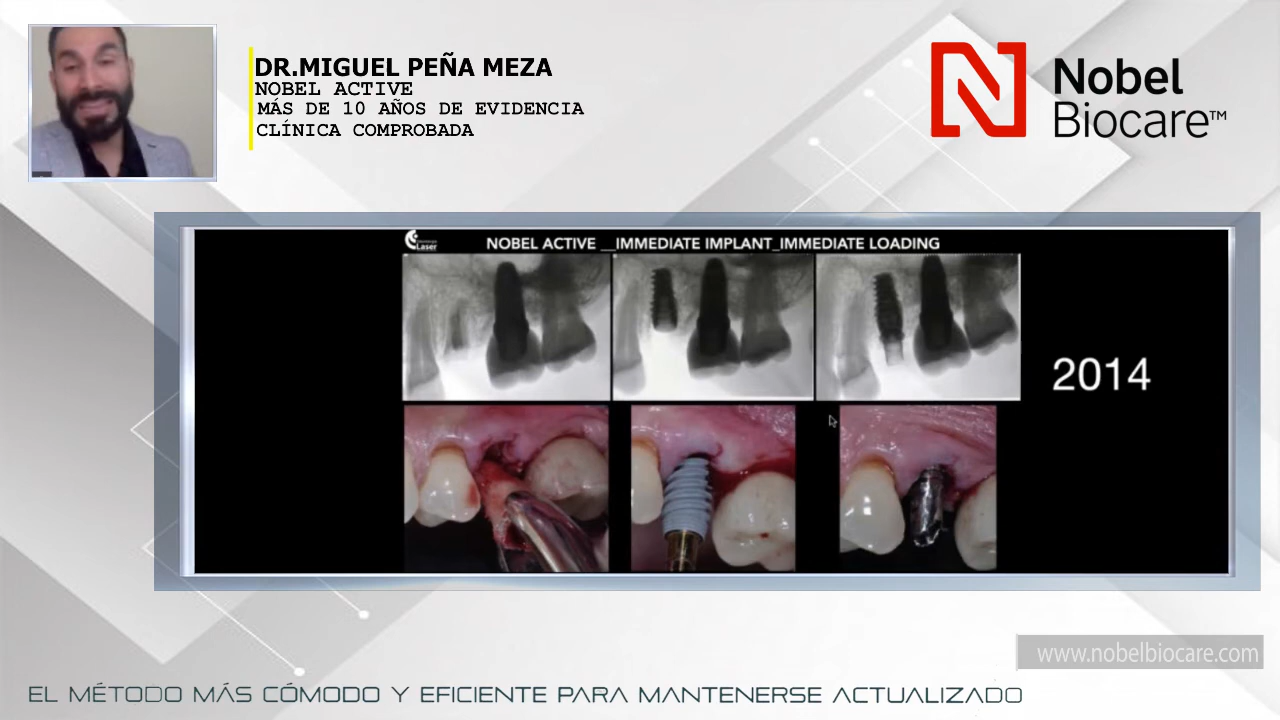 DR.MIGUEL PEÑA MEZA
NOBEL ACTIVE
MÁS DE 10 AÑOS DE EVIDENCIA
CLÍNICA COMPROBADA
Nobel
Biocare™
Laser
NOBEL ACTIVE __IMMEDIATE IMPLANT_IMMEDIATE LOADING
2014
www.nobelbiocare.com
EL MÉTODO MÁS CÓMODO Y EFICIENTE PARA MANTENERSE ACTUALIZADO